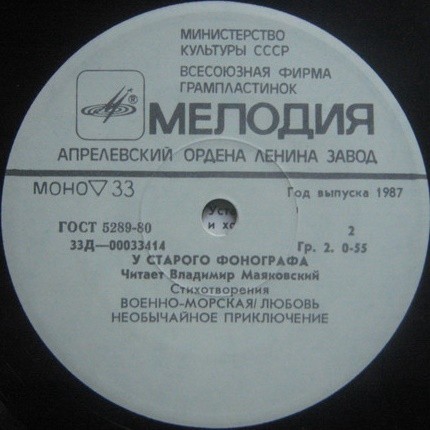 МИНИСТЕРСТВО
КУЛЬТУРЫ СССР
ВСЕСОЮЗНАЯ ФИРМА
ГРАМПЛАСТИНОК
МЕЛОДИЯ
АПРЕЛЕВСКИЙ ОРДЕНА ЛЕНИНА ЗАВОД
МОНО▽33
Год выпуска 1987
ГОСТ 5289-80
2
33Д—00033414
Гр. 2. 0-55
У СТАРОГО ФОНОГРАФА
Читает Владимир Маяковский
Стихотворения
ВОЕННО-МОРСКАЯ/ЛЮБОВЬ
НЕОБЫЧАЙНОЕ ПРИКЛЮЧЕНИЕ